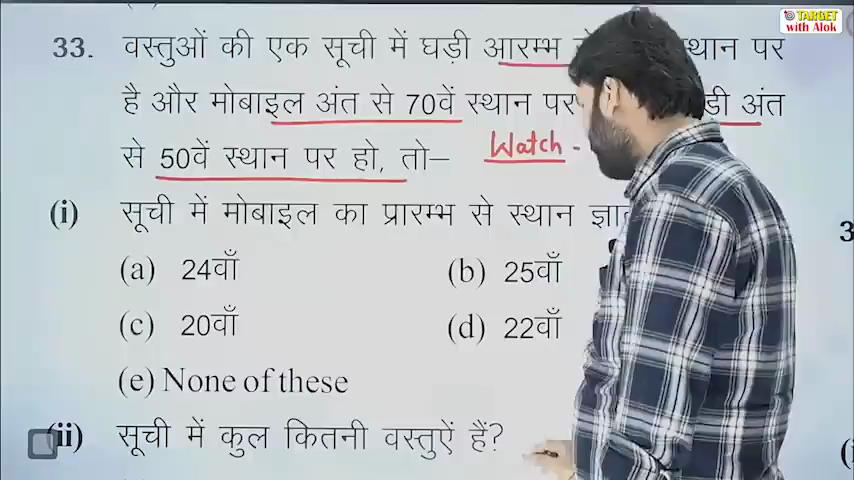 TARGET
with Alok
33. वस्तुओं की एक सूची में घड़ी आरम्भ स्थान पर
है और मोबाइल अंत से 70वें स्थान पर डी अंत
से 50वें स्थान पर हो, तो–
Watch -
(i) सूची में मोबाइल का प्रारम्भ से स्थान
3
(a) 24वाँ (b) 25वाँ
(c) 20वाँ (d) 22वाँ
(e) None of these
(ii) सूची में कुल कितनी वस्तुऐं हैं?
(i